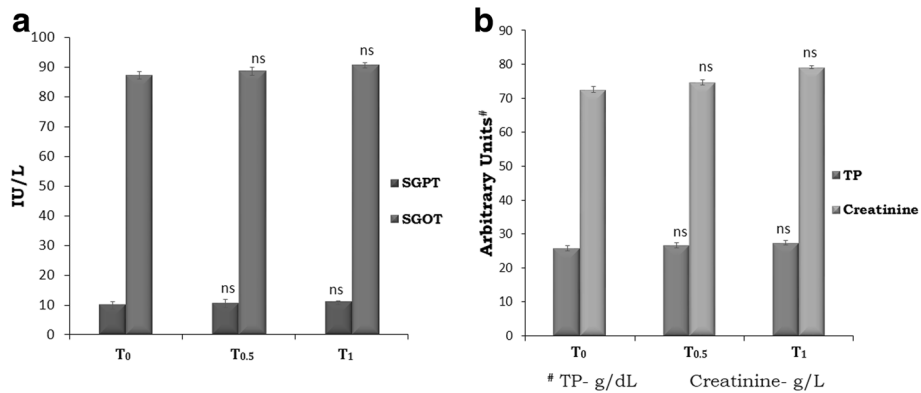 a
100
90
80
70
60
50
40
30
20
10
0
IU/L
ns
ns
ns
ns
T0 T0.5 T1
SGPT
SGOT
b
90
80
70
60
50
40
30
20
10
0
Arbitrary Units#
ns
ns
ns
ns
T0 T0.5 T1
TP
Creatinine
# TP- g/dL Creatinine- g/L